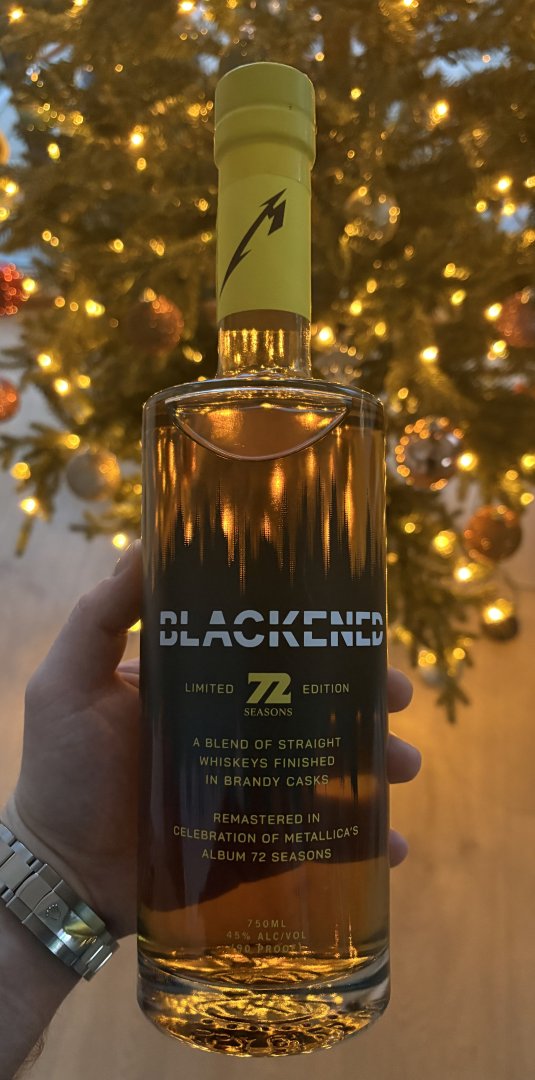 M
BLACKENED
LIMITED 72 EDITION
SEASONS
A BLEND OF STRAIGHT
WHISKEYS FINISHED
IN BRANDY CASKS
REMASTERED IN
CELEBRATION OF METALLICA'S
ALBUM 72 SEASONS
750ML
45% ALC/VOL
(90 PROOF)